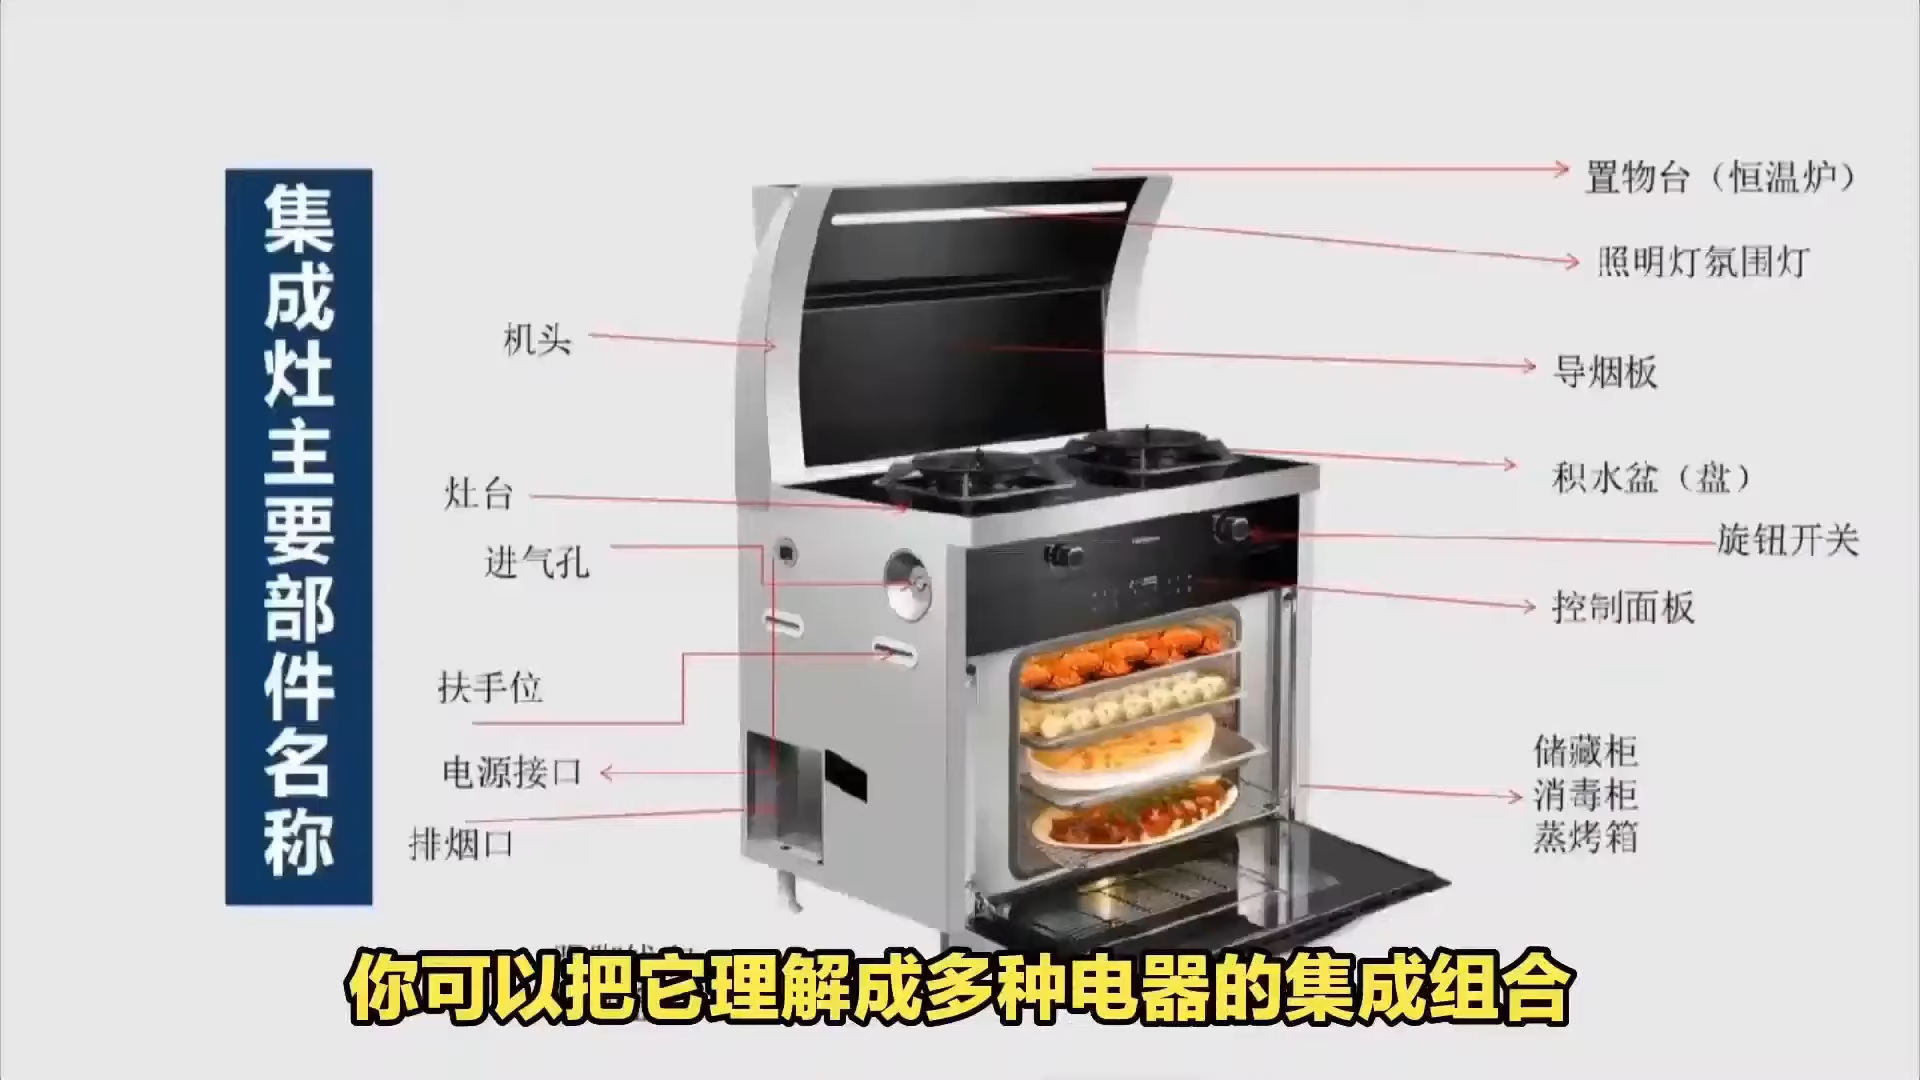 集成灶主要部件名称
置物台（恒温炉）
照明灯氛围灯
机头
导烟板
积水盆（盘）
灶台
旋钮开关
进气孔
控制面板
扶手位
电源接口
储藏柜
消毒柜
蒸烤箱
排烟口
你可以把它理解成多种电器的集成组合